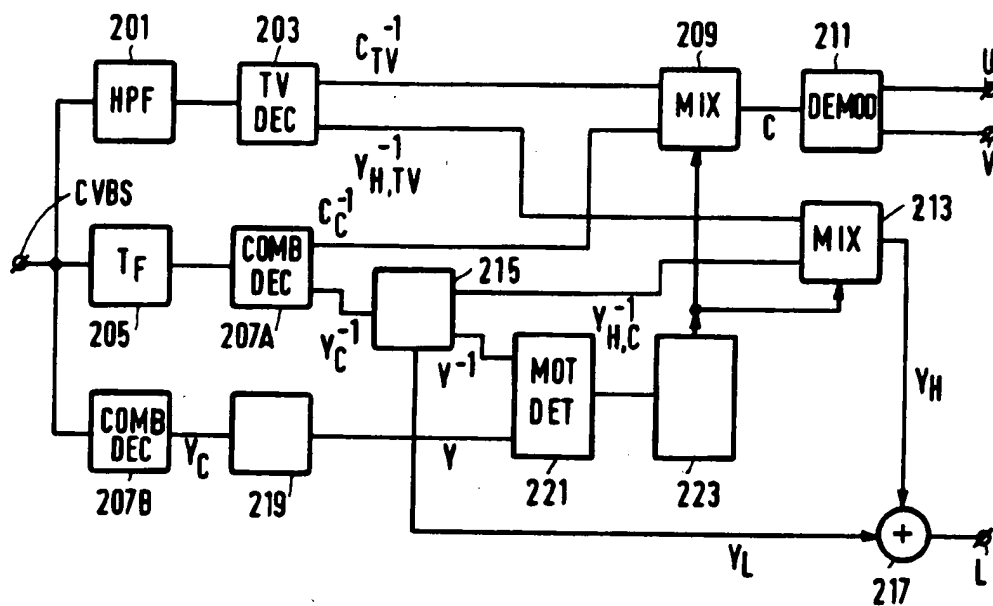 201
203
C_TV^-1
209
211
U
HPF
TV
DEC
MIX
C
DEMOD
V
Y_H,TV^-1
CVBS
C_C^-1
213
T_F
COMB
DEC
215
MIX
205
207A
Y_C^-1
Y_H,C^-1
Y^-1
MOT
DET
Y_H
COMB
DEC
Y_C
Y
207B
219
221
223
Y_L
+
217
L